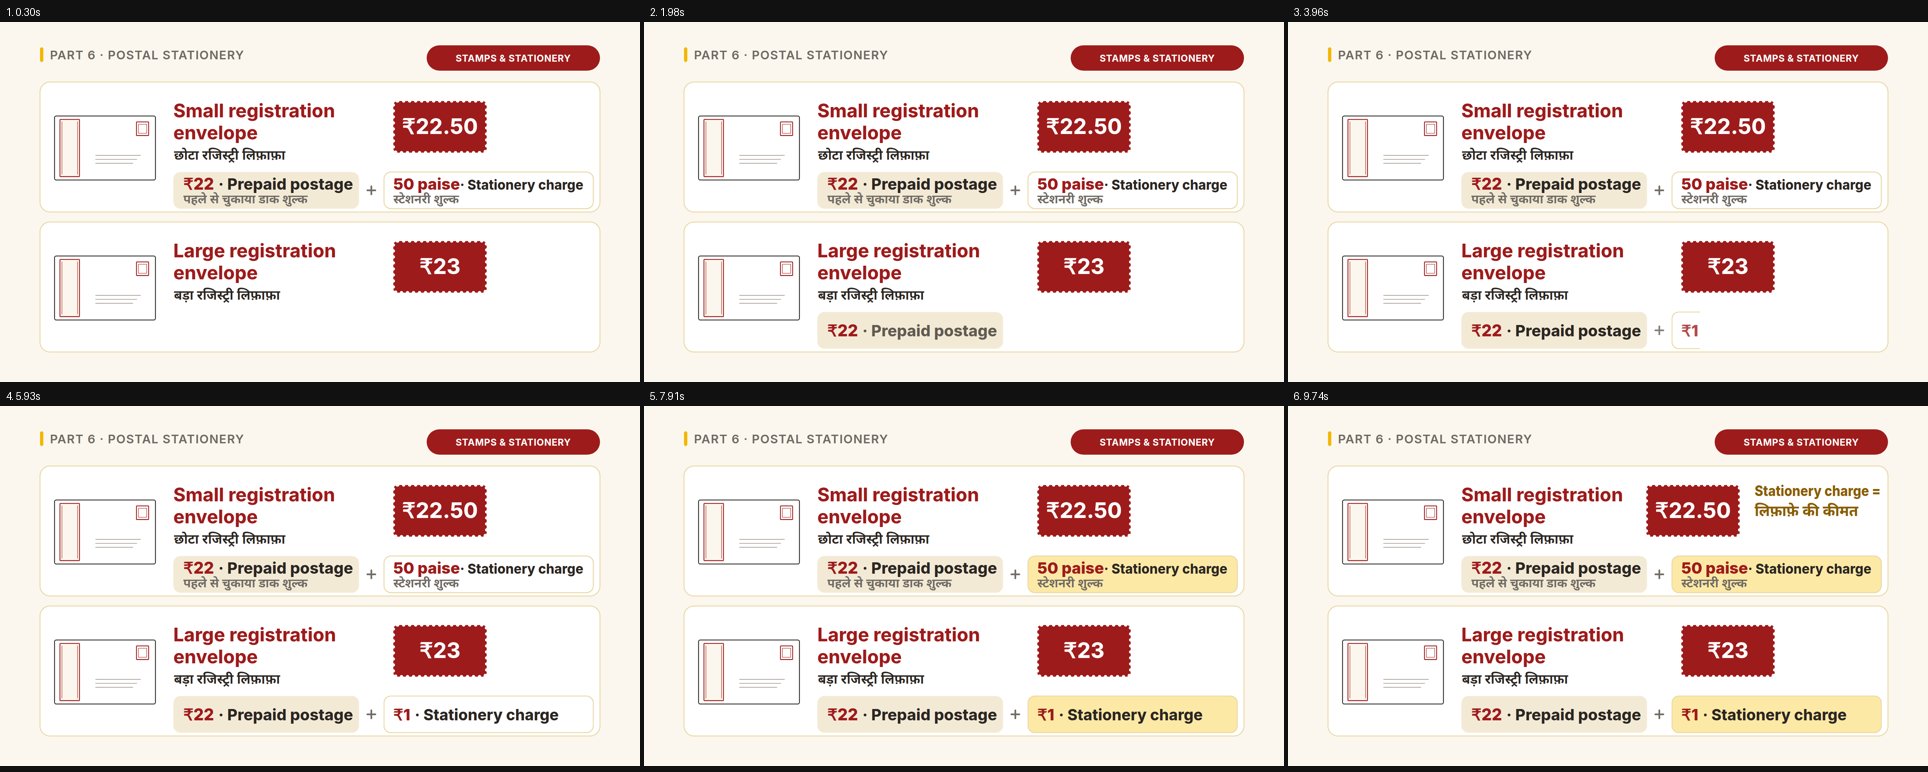 1. 0.30s
PART 6 · POSTAL STATIONERY
STAMPS & STATIONERY
Small registration
envelope
छोटा रजिस्ट्री लिफ़ाफ़ा
₹22.50
₹22 · Prepaid postage
पहले से चुकाया डाक शुल्क
+
50 paise· Stationery charge
स्टेशनरी शुल्क
Large registration
envelope
बड़ा रजिस्ट्री लिफ़ाफ़ा
₹23
2. 1.98s
PART 6 · POSTAL STATIONERY
STAMPS & STATIONERY
Small registration
envelope
छोटा रजिस्ट्री लिफ़ाफ़ा
₹22.50
₹22 · Prepaid postage
पहले से चुकाया डाक शुल्क
+
50 paise· Stationery charge
स्टेशनरी शुल्क
Large registration
envelope
बड़ा रजिस्ट्री लिफ़ाफ़ा
₹23
₹22 · Prepaid postage
3. 3.96s
PART 6 · POSTAL STATIONERY
STAMPS & STATIONERY
Small registration
envelope
छोटा रजिस्ट्री लिफ़ाफ़ा
₹22.50
₹22 · Prepaid postage
पहले से चुकाया डाक शुल्क
+
50 paise· Stationery charge
स्टेशनरी शुल्क
Large registration
envelope
बड़ा रजिस्ट्री लिफ़ाफ़ा
₹23
₹22 · Prepaid postage
+
₹1
4. 5.93s
PART 6 · POSTAL STATIONERY
STAMPS & STATIONERY
Small registration
envelope
छोटा रजिस्ट्री लिफ़ाफ़ा
₹22.50
₹22 · Prepaid postage
पहले से चुकाया डाक शुल्क
+
50 paise· Stationery charge
स्टेशनरी शुल्क
Large registration
envelope
बड़ा रजिस्ट्री लिफ़ाफ़ा
₹23
₹22 · Prepaid postage
+
₹1 · Stationery charge
5. 7.91s
PART 6 · POSTAL STATIONERY
STAMPS & STATIONERY
Small registration
envelope
छोटा रजिस्ट्री लिफ़ाफ़ा
₹22.50
₹22 · Prepaid postage
पहले से चुकाया डाक शुल्क
+
50 paise· Stationery charge
स्टेशनरी शुल्क
Large registration
envelope
बड़ा रजिस्ट्री लिफ़ाफ़ा
₹23
₹22 · Prepaid postage
+
₹1 · Stationery charge
6. 9.74s
PART 6 · POSTAL STATIONERY
STAMPS & STATIONERY
Small registration
envelope
छोटा रजिस्ट्री लिफ़ाफ़ा
₹22.50
Stationery charge =
लिफ़ाफ़े की कीमत
₹22 · Prepaid postage
पहले से चुकाया डाक शुल्क
+
50 paise· Stationery charge
स्टेशनरी शुल्क
Large registration
envelope
बड़ा रजिस्ट्री लिफ़ाफ़ा
₹23
₹22 · Prepaid postage
+
₹1 · Stationery charge